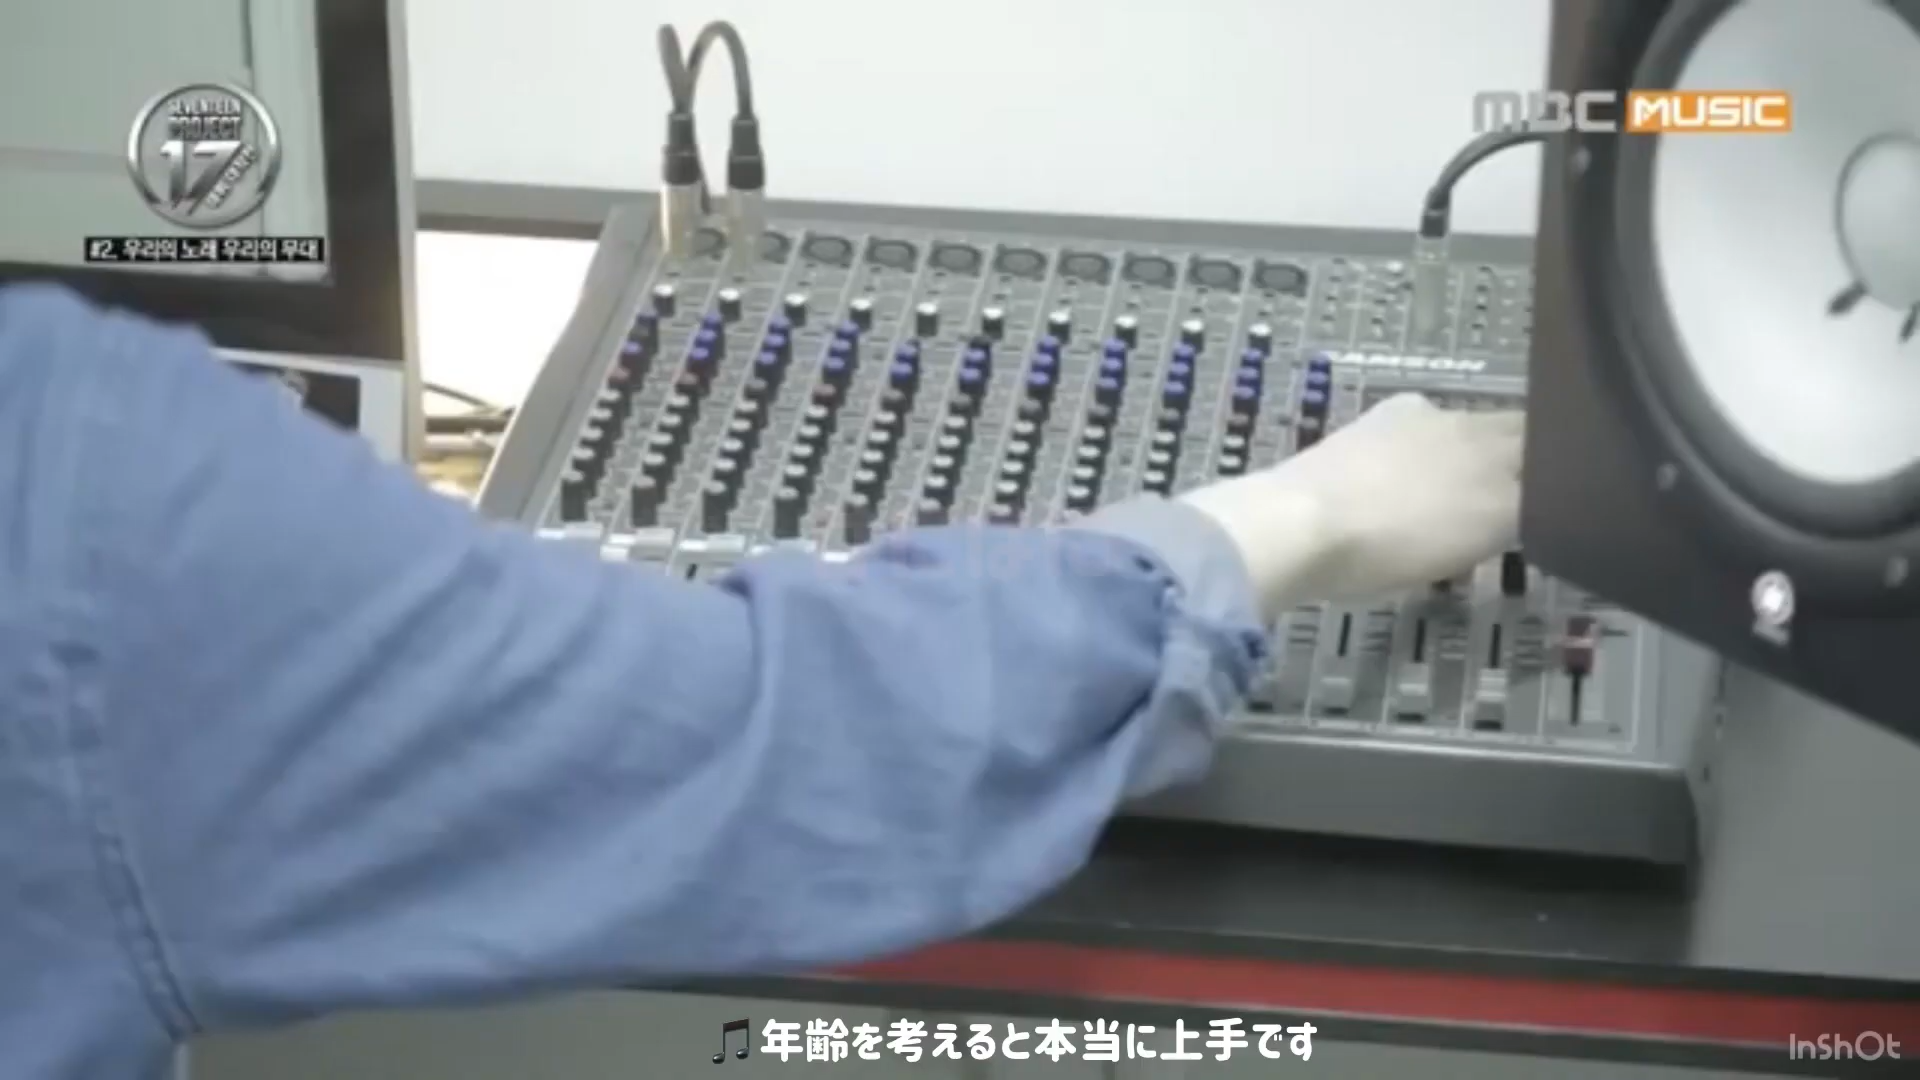 SEVENTEEN
PROJECT
17
#2. 우리의 노래 우리의 무대
MBC MUSIC
SAMSON
🎵年齢を考えると本当に上手です
InShOt